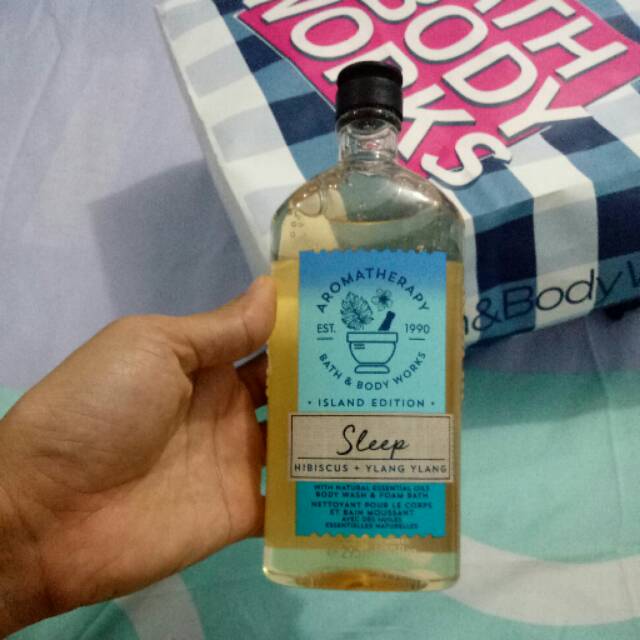 BODY
WORKS
&Body
AROMATHERAPY
EST. 1990
BATH & BODY WORKS
• ISLAND EDITION •
Sleep
HIBISCUS + YLANG YLANG
WITH NATURAL ESSENTIAL OILS
BODY WASH & FOAM BATH
NETTOYANT POUR LE CORPS
ET BAIN MOUSSANT
AVEC DES HUILES
ESSENTIELLES NATURELLES